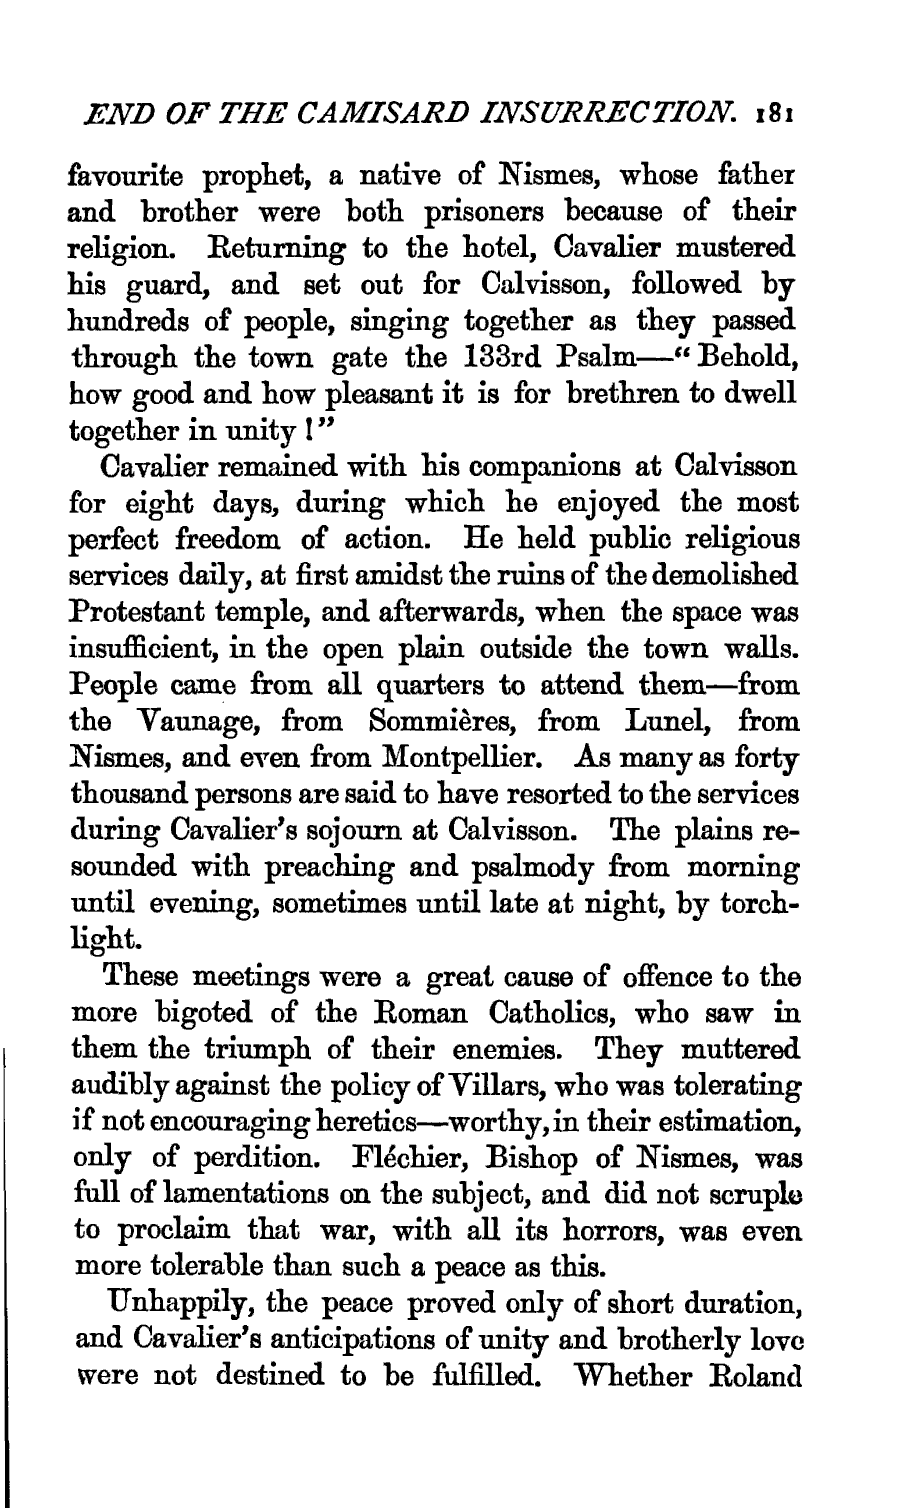 END OF THE CAMISARD INSURRECTION. 181
favourite prophet, a native of Nismes, whose father
and brother were both prisoners because of their
religion. Returning to the hotel, Cavalier mustered
his guard, and set out for Calvisson, followed by
hundreds of people, singing together as they passed
through the town gate the 133rd Psalm—“Behold,
how good and how pleasant it is for brethren to dwell
together in unity!”
Cavalier remained with his companions at Calvisson
for eight days, during which he enjoyed the most
perfect freedom of action. He held public religious
services daily, at first amidst the ruins of the demolished
Protestant temple, and afterwards, when the space was
insufficient, in the open plain outside the town walls.
People came from all quarters to attend them—from
the Vaunage, from Sommières, from Lunel, from
Nismes, and even from Montpellier. As many as forty
thousand persons are said to have resorted to the services
during Cavalier’s sojourn at Calvisson. The plains re-
sounded with preaching and psalmody from morning
until evening, sometimes until late at night, by torch-
light.
These meetings were a great cause of offence to the
more bigoted of the Roman Catholics, who saw in
them the triumph of their enemies. They muttered
audibly against the policy of Villars, who was tolerating
if not encouraging heretics—worthy, in their estimation,
only of perdition. Fléchier, Bishop of Nismes, was
full of lamentations on the subject, and did not scruple
to proclaim that war, with all its horrors, was even
more tolerable than such a peace as this.
Unhappily, the peace proved only of short duration,
and Cavalier’s anticipations of unity and brotherly love
were not destined to be fulfilled. Whether Roland